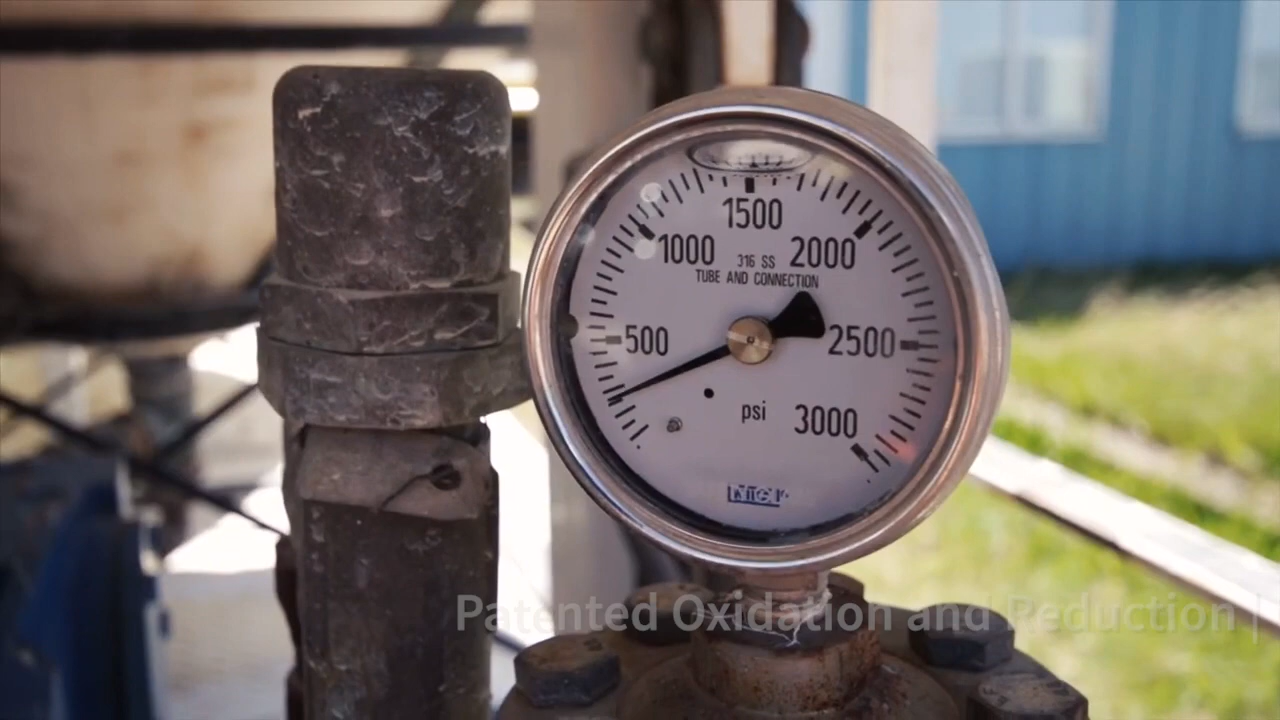 1500
1000
2000
316 SS
TUBE AND CONNECTION
500
2500
psi
3000
Patented Oxidation and Reduction |